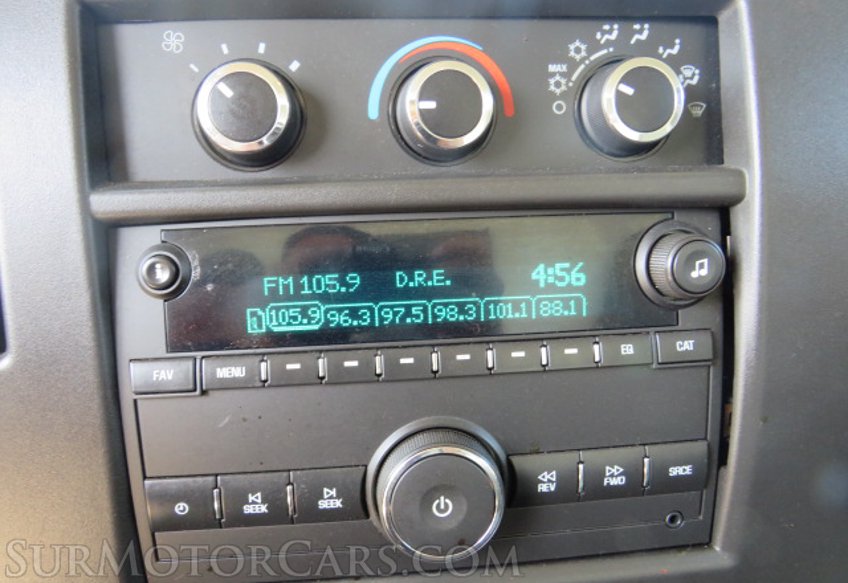 MAX
FM 105.9 D.R.E. 4:56
1 105.9 96.3 97.5 98.3 101.1 88.1
FAV MENU EQ CAT
SEEK SEEK REV FWD SRCE
SURMOTORCARS.COM